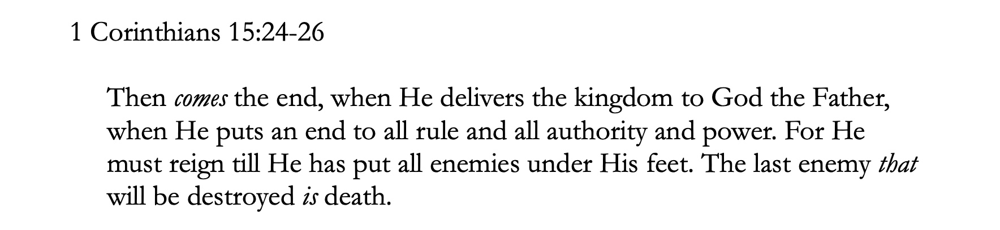 1 Corinthians 15:24-26
Then comes the end, when He delivers the kingdom to God the Father,
when He puts an end to all rule and all authority and power. For He
must reign till He has put all enemies under His feet. The last enemy that
will be destroyed is death.